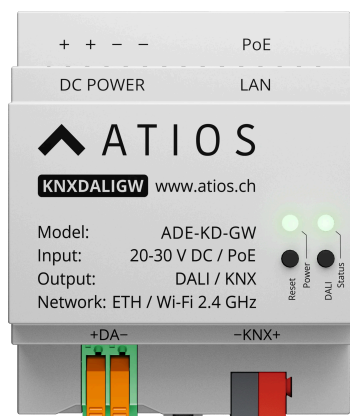 + + − − PoE
DC POWER LAN
ATIOS
KNXDALIGW www.atios.ch
Model: ADE-KD-GW
Input: 20-30 V DC / PoE
Output: DALI / KNX
Network: ETH / Wi-Fi 2.4 GHz
Reset
Power
DALI
Status
+DA− −KNX+